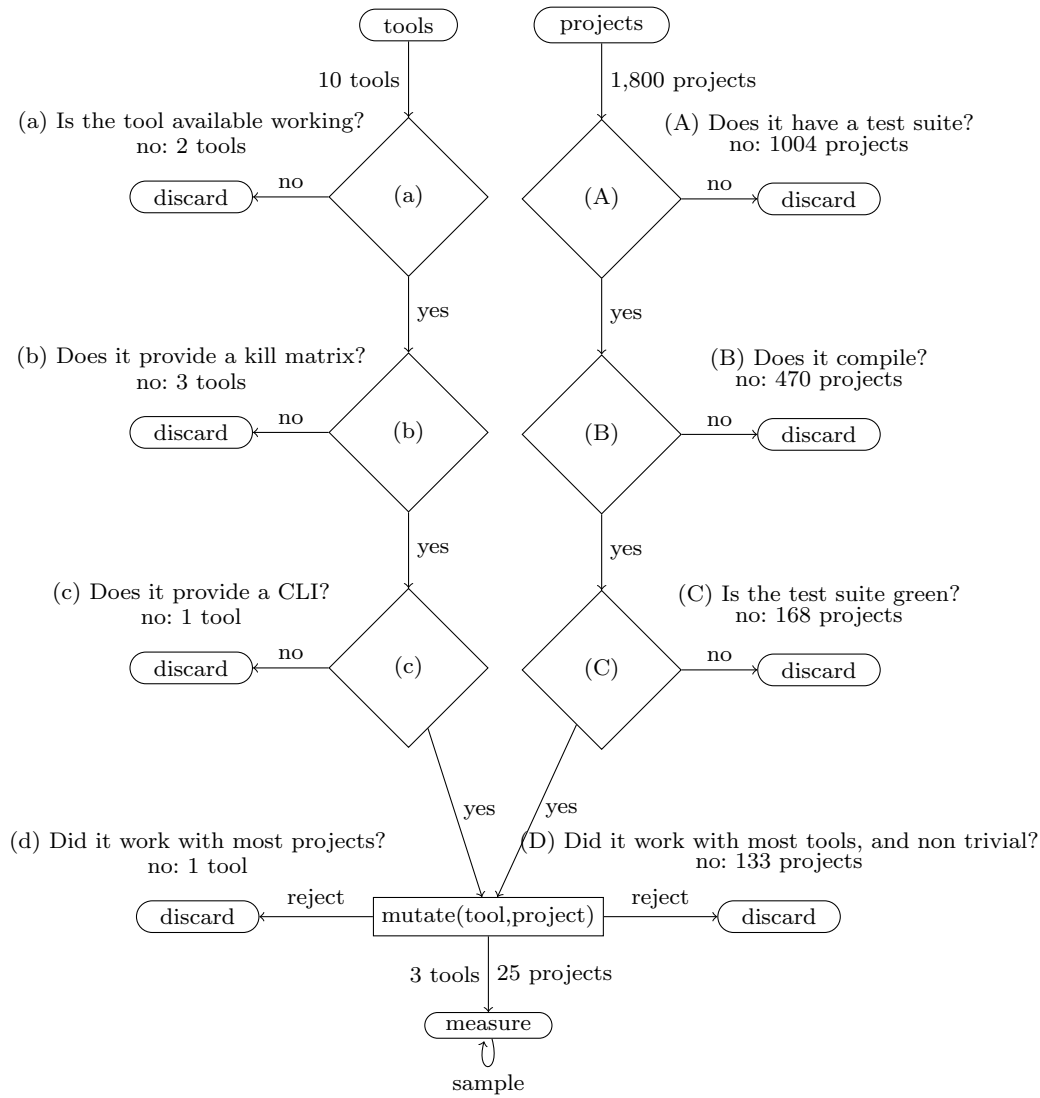 tools
projects
10 tools
1,800 projects
(a) Is the tool available working?
no: 2 tools
(A) Does it have a test suite?
no: 1004 projects
discard
no
(a)
(A)
no
discard
yes
yes
(b) Does it provide a kill matrix?
no: 3 tools
(B) Does it compile?
no: 470 projects
discard
no
(b)
(B)
no
discard
yes
yes
(c) Does it provide a CLI?
no: 1 tool
(C) Is the test suite green?
no: 168 projects
discard
no
(c)
(C)
no
discard
yes
yes
(d) Did it work with most projects?
no: 1 tool
(D) Did it work with most tools, and non trivial?
no: 133 projects
discard
reject
mutate(tool,project)
reject
discard
3 tools
25 projects
measure
sample